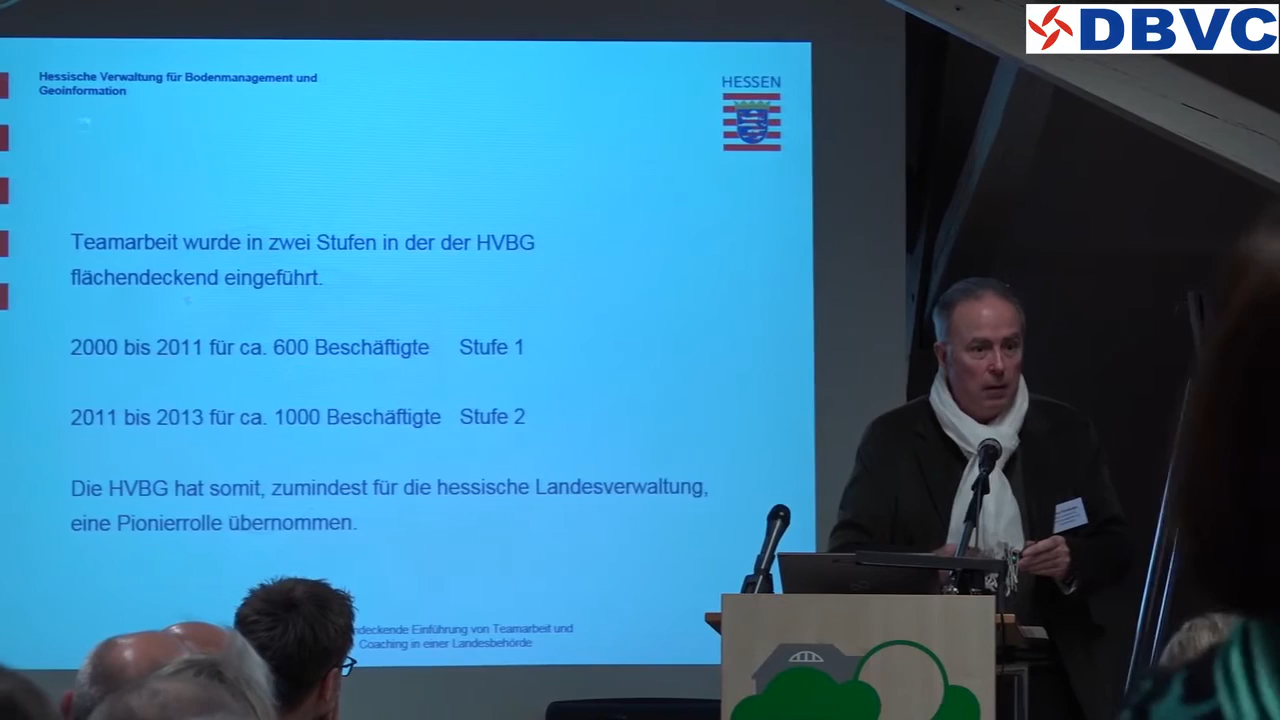 DBVC
Hessische Verwaltung für Bodenmanagement und
Geoinformation
HESSEN
Teamarbeit wurde in zwei Stufen in der der HVBG
flächendeckend eingeführt.
2000 bis 2011 für ca. 600 Beschäftigte Stufe 1
2011 bis 2013 für ca. 1000 Beschäftigte Stufe 2
Die HVBG hat somit, zumindest für die hessische Landesverwaltung,
eine Pionierrolle übernommen.
Einführung von Teamarbeit und
Coaching in einer Landesbehörde